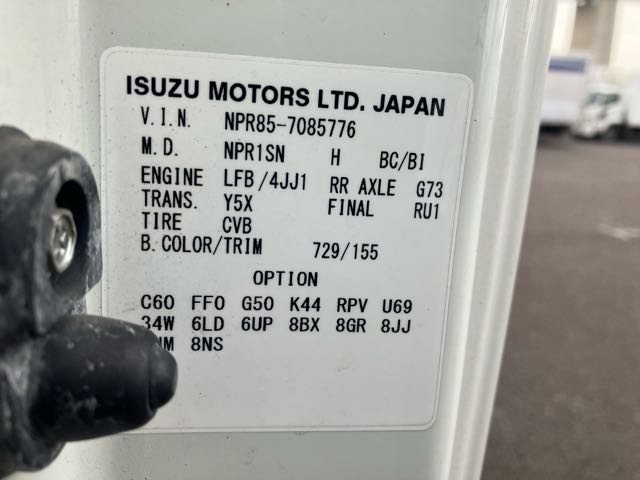 ISUZU MOTORS LTD. JAPAN
V.I.N. NPR85-7085776
M.D. NPR1SN H BC/BI
ENGINE LFB/4JJ1 RR AXLE G73
TRANS. Y5X FINAL RU1
TIRE CVB
B.COLOR/TRIM 729/155
OPTION
C60 FF0 G50 K44 RPV U69
34W 6LD 6UP 8BX 8GR 8JJ
8NS